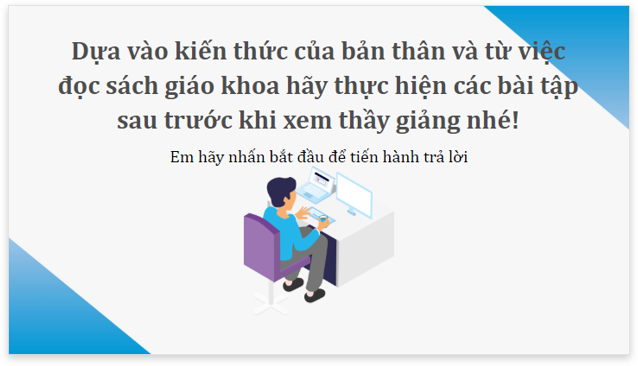 Dựa vào kiến thức của bản thân và từ việc
đọc sách giáo khoa hãy thực hiện các bài tập
sau trước khi xem thầy giảng nhé!
Em hãy nhấn bắt đầu để tiến hành trả lời